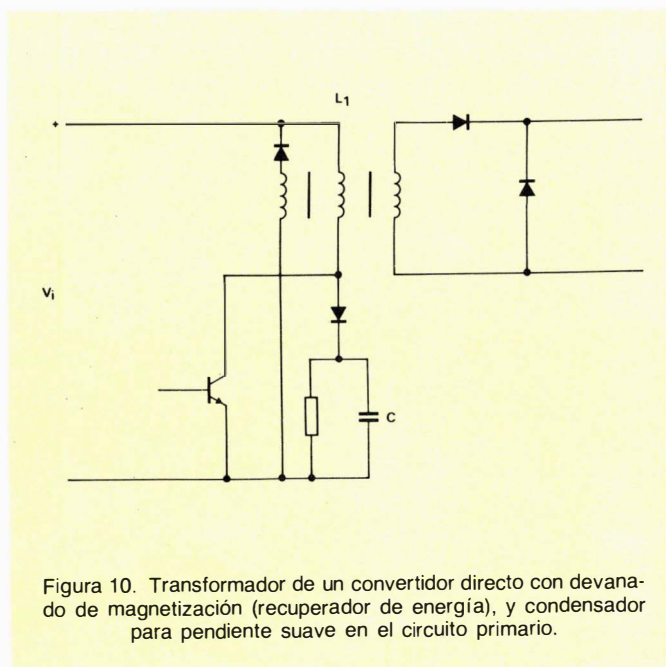 L1
+
Vi
C
Figura 10. Transformador de un convertidor directo con devana-
do de magnetización (recuperador de energía), y condensador
para pendiente suave en el circuito primario.